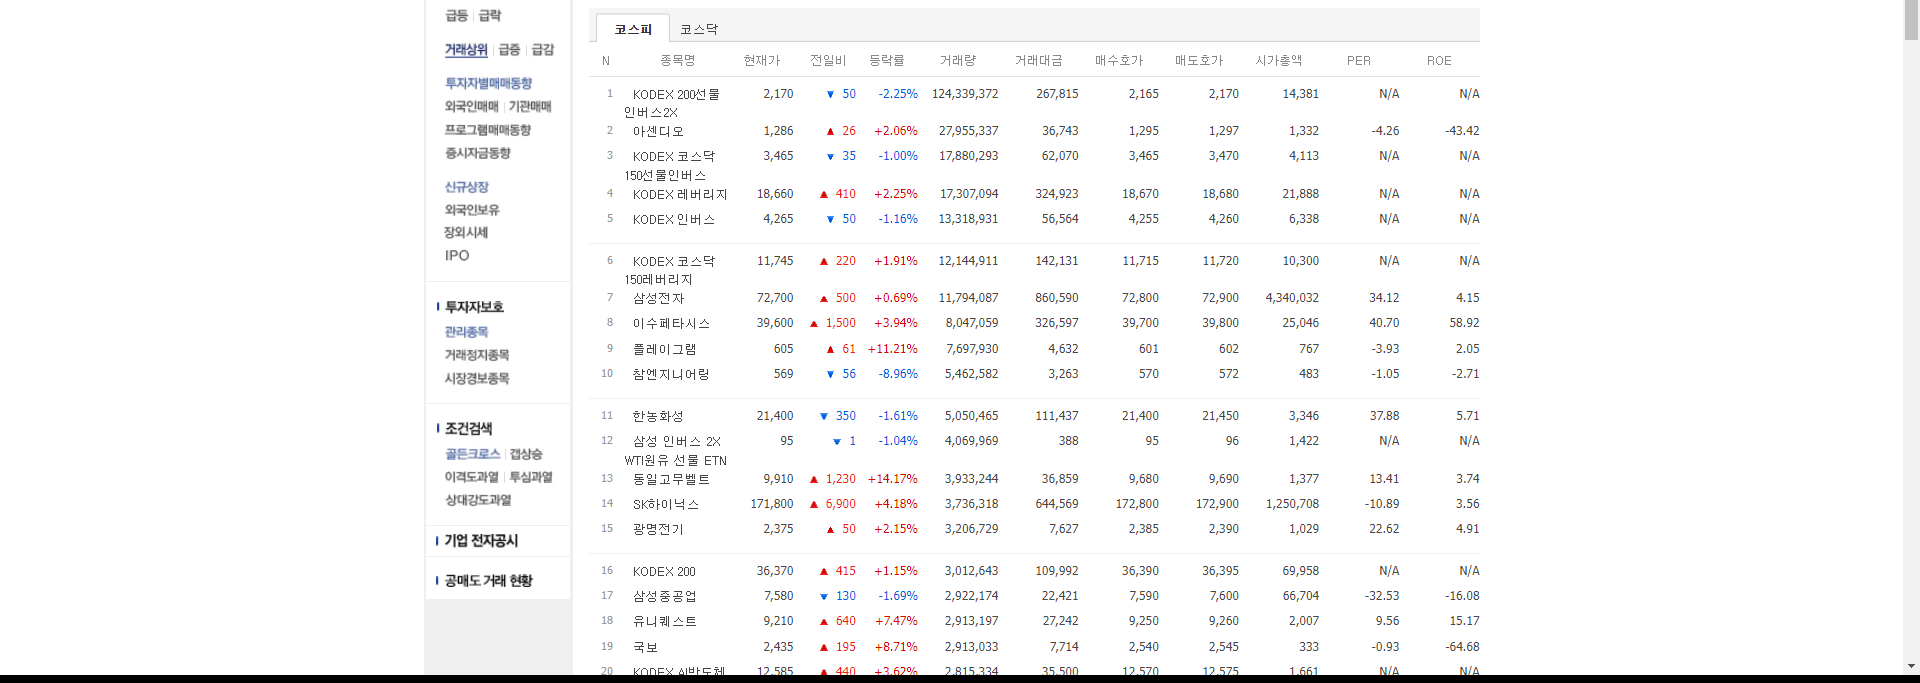 급등 | 급락
거래상위 | 급증 | 급감
투자자별매매동향
외국인매매 | 기관매매
프로그램매매동향
증시자금동향
신규상장
외국인보유
장외시세
IPO
투자자보호
관리종목
거래정지종목
시장경보종목
조건검색
골든크로스 | 갭상승
이격도과열 | 투심과열
상대강도과열
기업 전자공시
공매도 거래 현황
코스피 코스닥
N 종목명 현재가 전일비 등락률 거래량 거래대금 매수호가 매도호가 시가총액 PER ROE
1 KODEX 200선물 2,170 ▼ 50 -2.25% 124,339,372 267,815 2,165 2,170 14,381 N/A N/A
인버스2X
2 아센디오 1,286 ▲ 26 +2.06% 27,955,337 36,743 1,295 1,297 1,332 -4.26 -43.42
3 KODEX 코스닥 3,465 ▼ 35 -1.00% 17,880,293 62,070 3,465 3,470 4,113 N/A N/A
150선물인버스
4 KODEX 레버리지 18,660 ▲ 410 +2.25% 17,307,094 324,923 18,670 18,680 21,888 N/A N/A
5 KODEX 인버스 4,265 ▼ 50 -1.16% 13,318,931 56,564 4,255 4,260 6,338 N/A N/A
6 KODEX 코스닥 11,745 ▲ 220 +1.91% 12,144,911 142,131 11,715 11,720 10,300 N/A N/A
150레버리지
7 삼성전자 72,700 ▲ 500 +0.69% 11,794,087 860,590 72,800 72,900 4,340,032 34.12 4.15
8 이수페타시스 39,600 ▲ 1,500 +3.94% 8,047,059 326,597 39,700 39,800 25,046 40.70 58.92
9 플레이그램 605 ▲ 61 +11.21% 7,697,930 4,632 601 602 767 -3.93 2.05
10 참엔지니어링 569 ▼ 56 -8.96% 5,462,582 3,263 570 572 483 -1.05 -2.71
11 한농화성 21,400 ▼ 350 -1.61% 5,050,465 111,437 21,400 21,450 3,346 37.88 5.71
12 삼성 인버스 2X 95 ▼ 1 -1.04% 4,069,969 388 95 96 1,422 N/A N/A
WTI원유 선물 ETN
13 동일고무벨트 9,910 ▲ 1,230 +14.17% 3,933,244 36,859 9,680 9,690 1,377 13.41 3.74
14 SK하이닉스 171,800 ▲ 6,900 +4.18% 3,736,318 644,569 172,800 172,900 1,250,708 -10.89 3.56
15 광명전기 2,375 ▲ 50 +2.15% 3,206,729 7,627 2,385 2,390 1,029 22.62 4.91
16 KODEX 200 36,370 ▲ 415 +1.15% 3,012,643 109,992 36,390 36,395 69,958 N/A N/A
17 삼성중공업 7,580 ▼ 130 -1.69% 2,922,174 22,421 7,590 7,600 66,704 -32.53 -16.08
18 유니퀘스트 9,210 ▲ 640 +7.47% 2,913,197 27,242 9,250 9,260 2,007 9.56 15.17
19 국보 2,435 ▲ 195 +8.71% 2,913,033 7,714 2,540 2,545 333 -0.93 -64.68
20 KODEX AI반도체 12,585 ▲ 440 +3.62% 2,815,334 35,500 12,570 12,575 1,661 N/A N/A